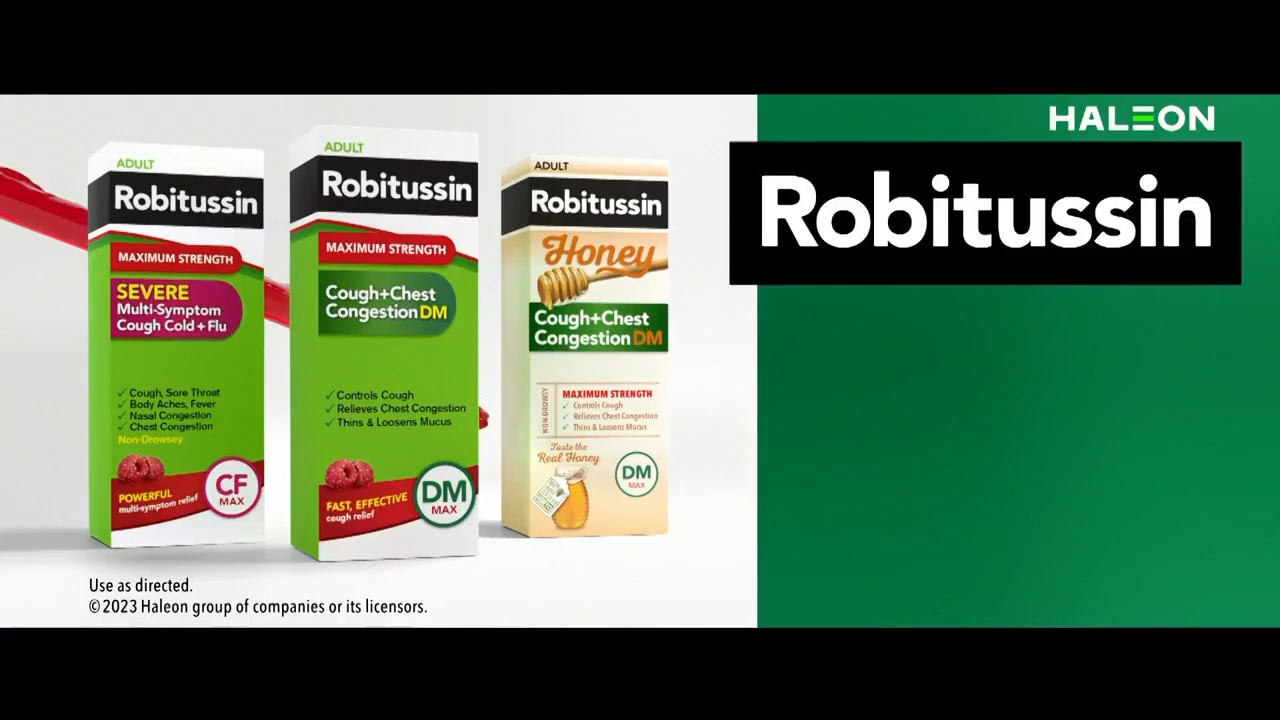 ADULT
Robitussin
MAXIMUM STRENGTH
SEVERE
Multi-Symptom
Cough Cold + Flu
✓ Cough, Sore Throat
✓ Body Aches, Fever
✓ Nasal Congestion
✓ Chest Congestion
Non-Drowsey
POWERFUL
multi-symptom relief
CF
MAX
ADULT
Robitussin
MAXIMUM STRENGTH
Cough+Chest
Congestion DM
✓ Controls Cough
✓ Relieves Chest Congestion
✓ Thins & Loosens Mucus
FAST, EFFECTIVE
cough relief
DM
MAX
ADULT
Robitussin
Honey
Cough+Chest
Congestion DM
NON-DROWSY
MAXIMUM STRENGTH
✓ Controls Cough
✓ Relieves Chest Congestion
✓ Thins & Loosens Mucus
Taste the
Real Honey
DM
MAX
HALEON
Robitussin
Use as directed.
©2023 Haleon group of companies or its licensors.